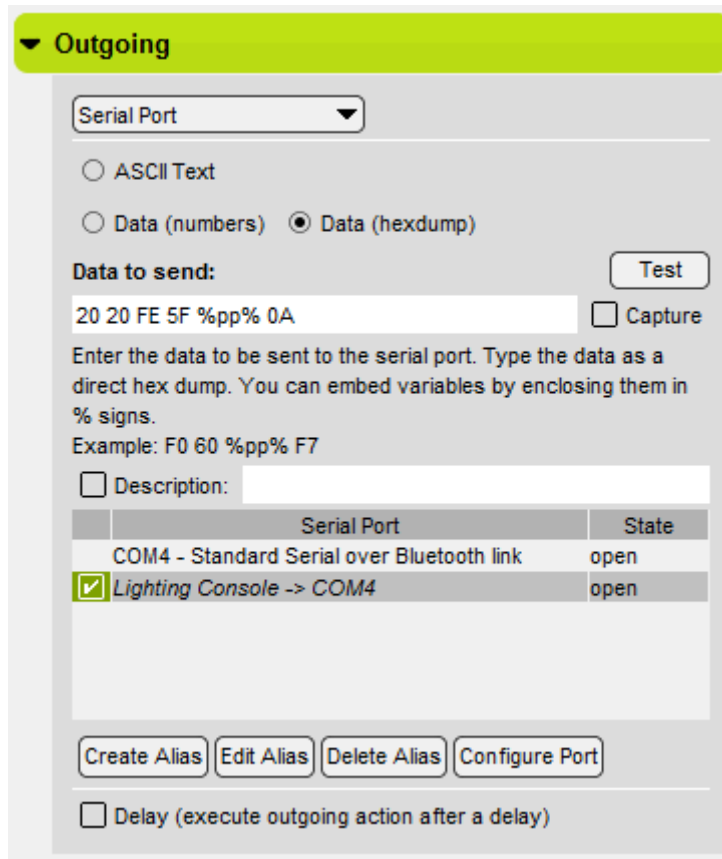 Outgoing
Serial Port
ASCII Text
Data (numbers) Data (hexdump)
Data to send: Test
20 20 FE 5F %pp% 0A Capture
Enter the data to be sent to the serial port. Type the data as a
direct hex dump. You can embed variables by enclosing them in
% signs.
Example: F0 60 %pp% F7
Description:
Serial Port State
COM4 - Standard Serial over Bluetooth link open
Lighting Console -> COM4 open
Create Alias Edit Alias Delete Alias Configure Port
Delay (execute outgoing action after a delay)